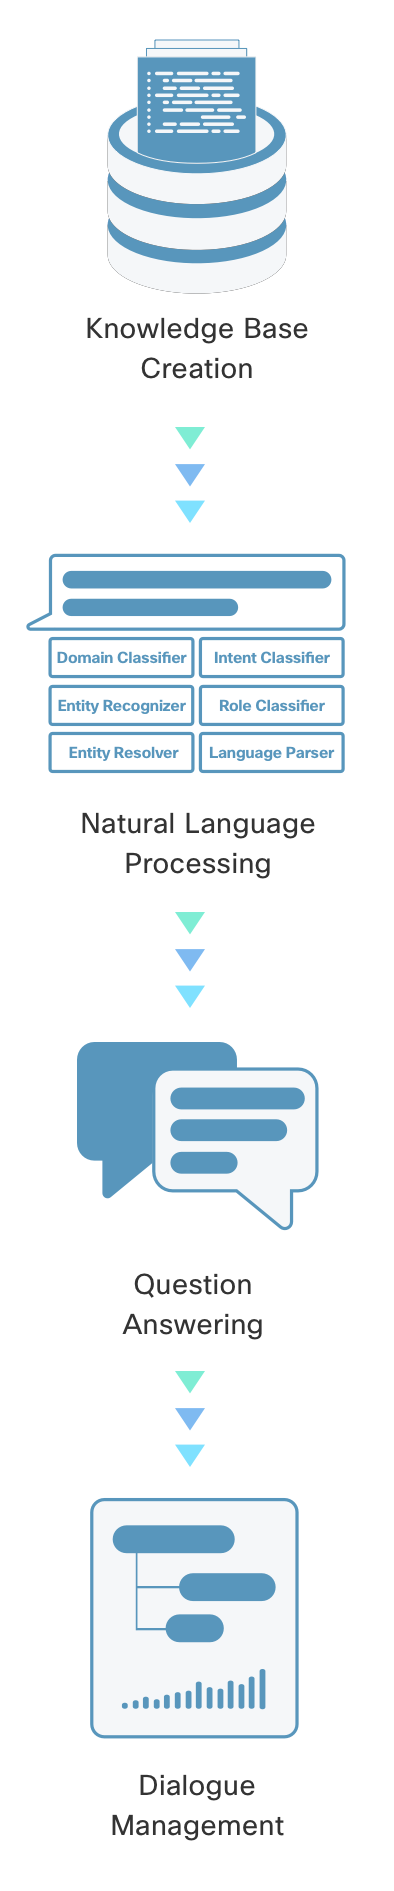 Knowledge Base
Creation
Domain Classifier
Intent Classifier
Entity Recognizer
Role Classifier
Entity Resolver
Language Parser
Natural Language
Processing
Question
Answering
Dialogue
Management